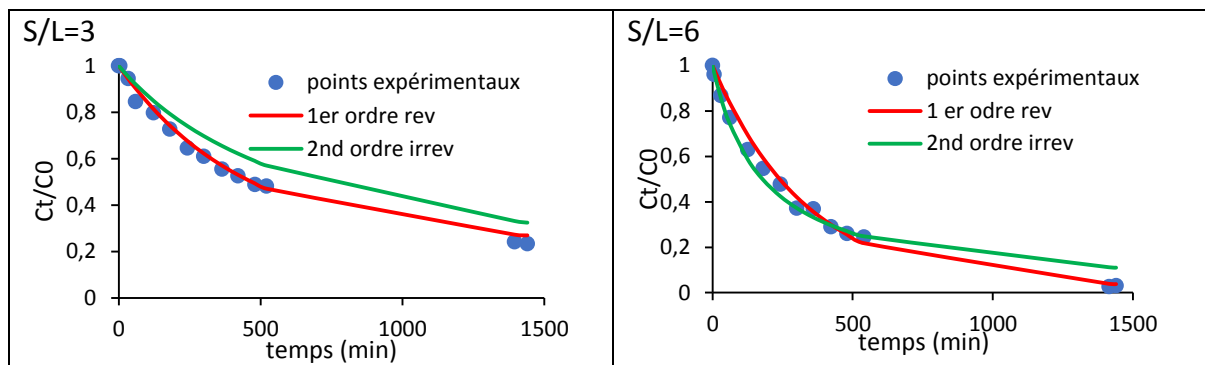 S/L=3
Ct/C0
1
0,8
0,6
0,4
0,2
0
0
500
1000
1500
temps (min)
points expérimentaux
1er ordre rev
2nd ordre irrev
S/L=6
Ct/C0
1
0,8
0,6
0,4
0,2
0
0
500
1000
1500
temps (min)
points expérimentaux
1 er odre rev
2nd ordre irrev